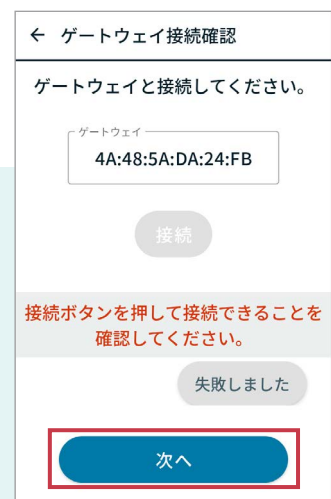 ← ゲートウェイ接続確認
ゲートウェイと接続してください。
ゲートウェイ
4A:48:5A:DA:24:FB
接続
接続ボタンを押して接続できることを
確認してください。
失敗しました
次へ